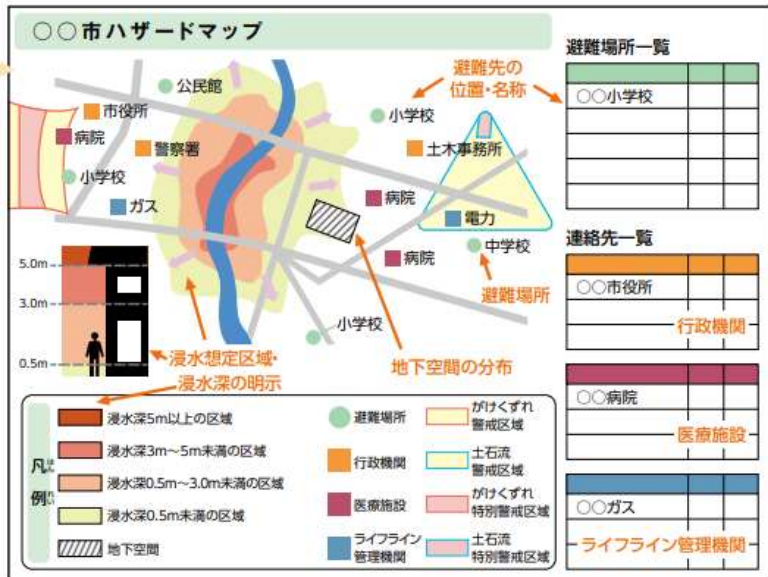 ○○市ハザードマップ
公民館
市役所
病院
警察署
小学校
ガス
避難先の
位置・名称
小学校
土木事務所
病院
電力
病院
中学校
避難場所
小学校
地下空間の分布
5.0m
3.0m
0.5m
浸水想定区域・
浸水深の明示
凡例
はん
れい
浸水深5m以上の区域
浸水深3m～5m未満の区域
浸水深0.5m～3.0m未満の区域
浸水深0.5m未満の区域
地下空間
避難場所
行政機関
医療施設
ライフライン
管理機関
がけくずれ
警戒区域
土石流
警戒区域
がけくずれ
特別警戒区域
土石流
特別警戒区域
避難場所一覧
○○小学校
連絡先一覧
○○市役所
行政機関
○○病院
医療施設
○○ガス
ライフライン管理機関